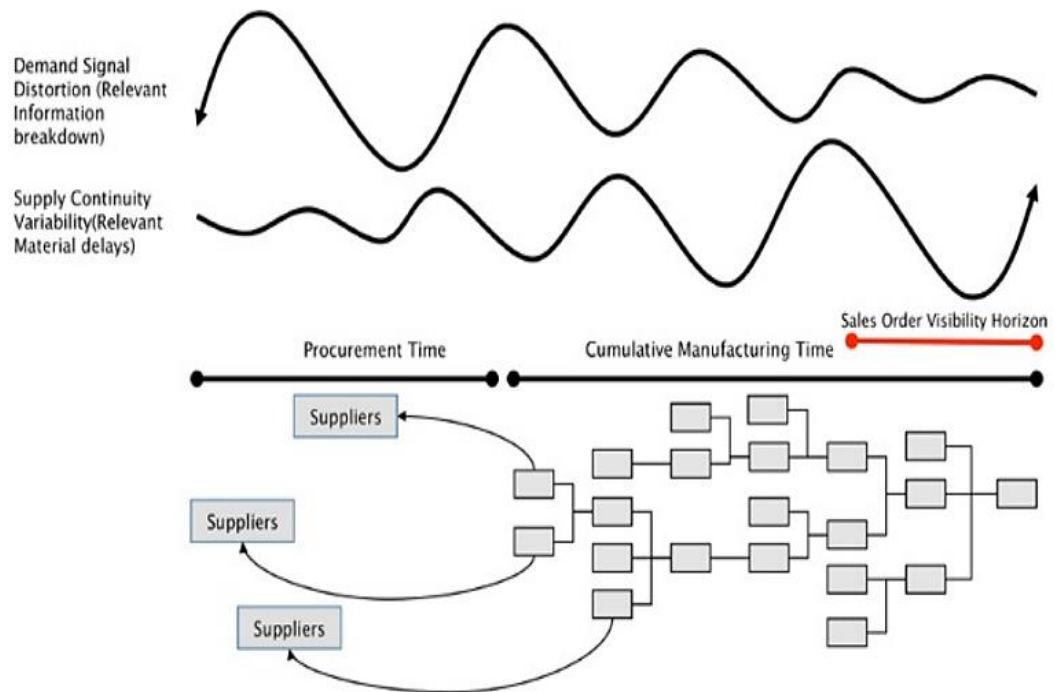 Demand Signal
Distortion (Relevant
Information
breakdown)
Supply Continuity
Variability(Relevant
Material delays)
Sales Order Visibility Horizon
Procurement Time
Cumulative Manufacturing Time
Suppliers
Suppliers
Suppliers